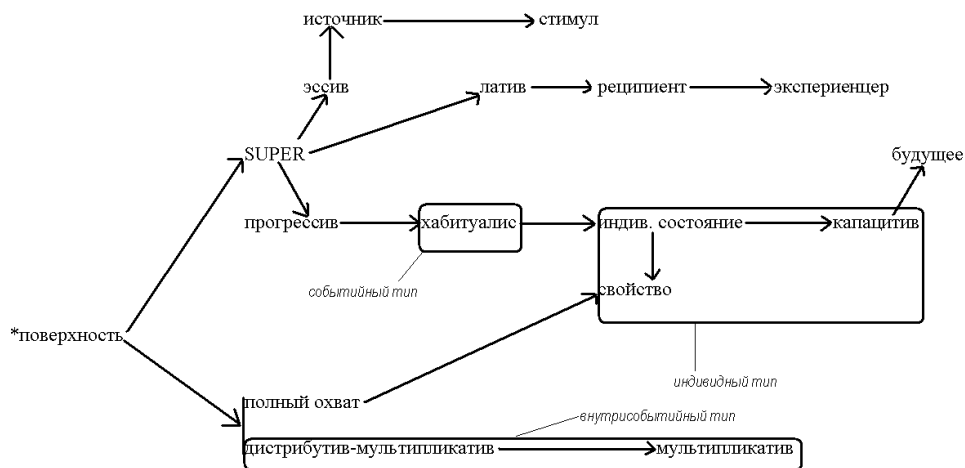 источник стимул
эссив латив реципиент экспериенцер
SUPER будущее
прогрессив хабитуалис индив. состояние капацитив
событийный тип свойство
*поверхность
индивидный тип
полный охват
внутрисобытийный тип
дистрибутив-мультипликатив мультипликатив